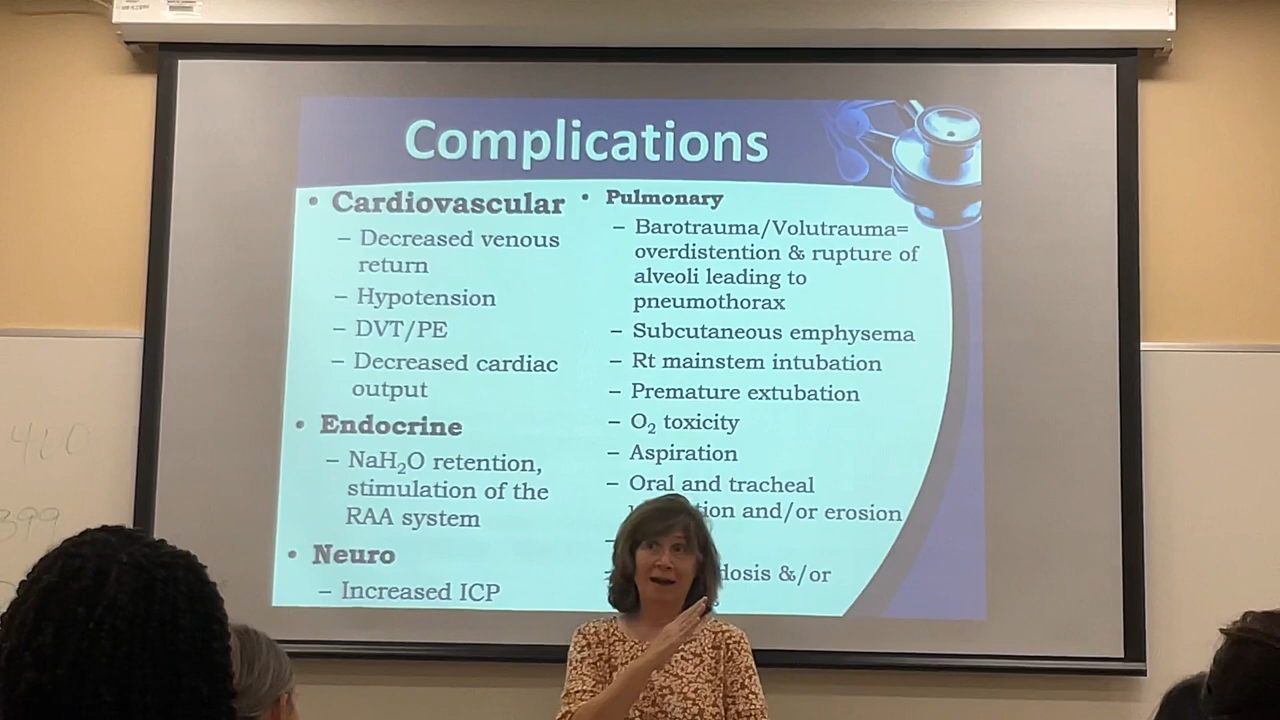 Complications
• Cardiovascular
– Decreased venous
return
– Hypotension
– DVT/PE
– Decreased cardiac
output
• Endocrine
– NaH₂O retention,
stimulation of the
RAA system
• Neuro
– Increased ICP
• Pulmonary
– Barotrauma/Volutrauma=
overdistention & rupture of
alveoli leading to
pneumothorax
– Subcutaneous emphysema
– Rt mainstem intubation
– Premature extubation
– O₂ toxicity
– Aspiration
– Oral and tracheal
and/or erosion
&/or
399